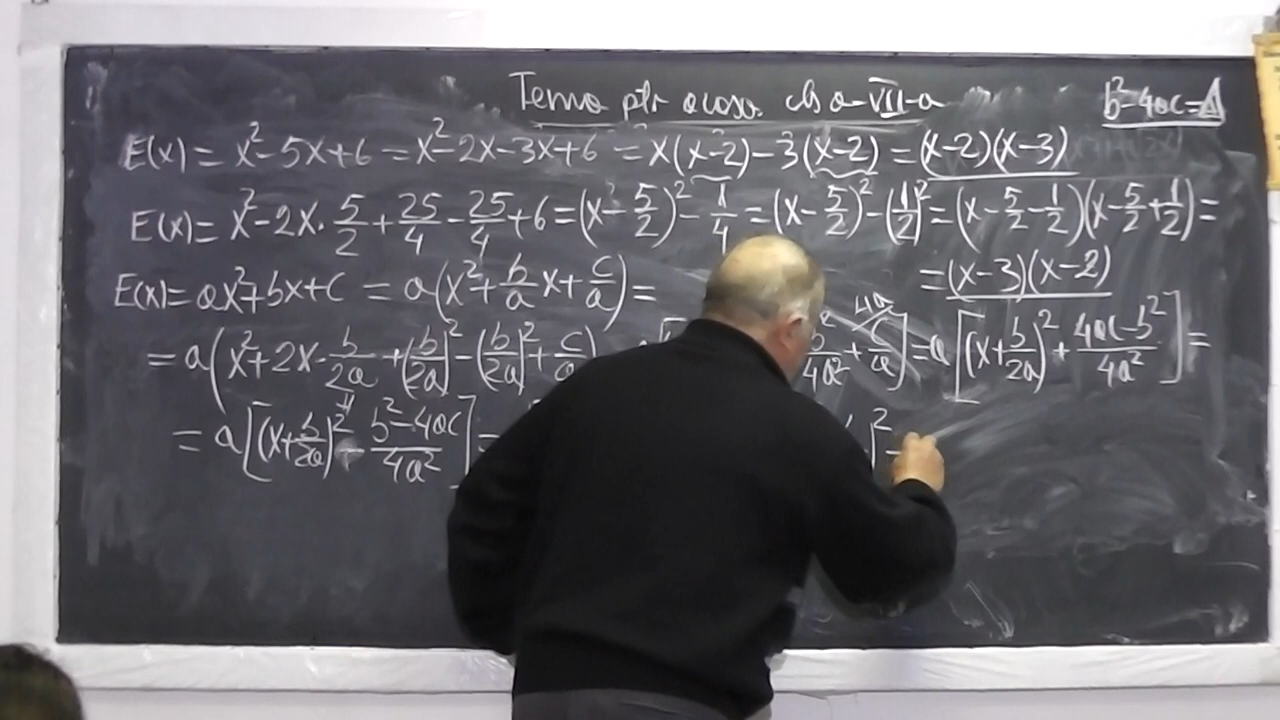 Tema ptr acasa cls a-VII-a
b²-4ac=Δ
E(x) = x²-5x+6 = x²-2x-3x+6 = x(x-2)-3(x-2) = (x-2)(x-3)
E(x) = x²-2x·5/2+25/4-25/4+6=(x-5/2)²-1/4=(x-5/2)²-(1/2)²=(x-5/2-1/2)(x-5/2+1/2)=
=(x-3)(x-2)
E(x)=ax²+bx+c = a(x²+b/a x+c/a)=
=a(x²+2x·b/2a+(b/2a)²-(b/2a)²+c/a 4a²+c/a]=a[(x+b/2a)²+4ac-b²/4a²]=
= a[(x+b/2a)²-b²-4ac/4a²]= )²-